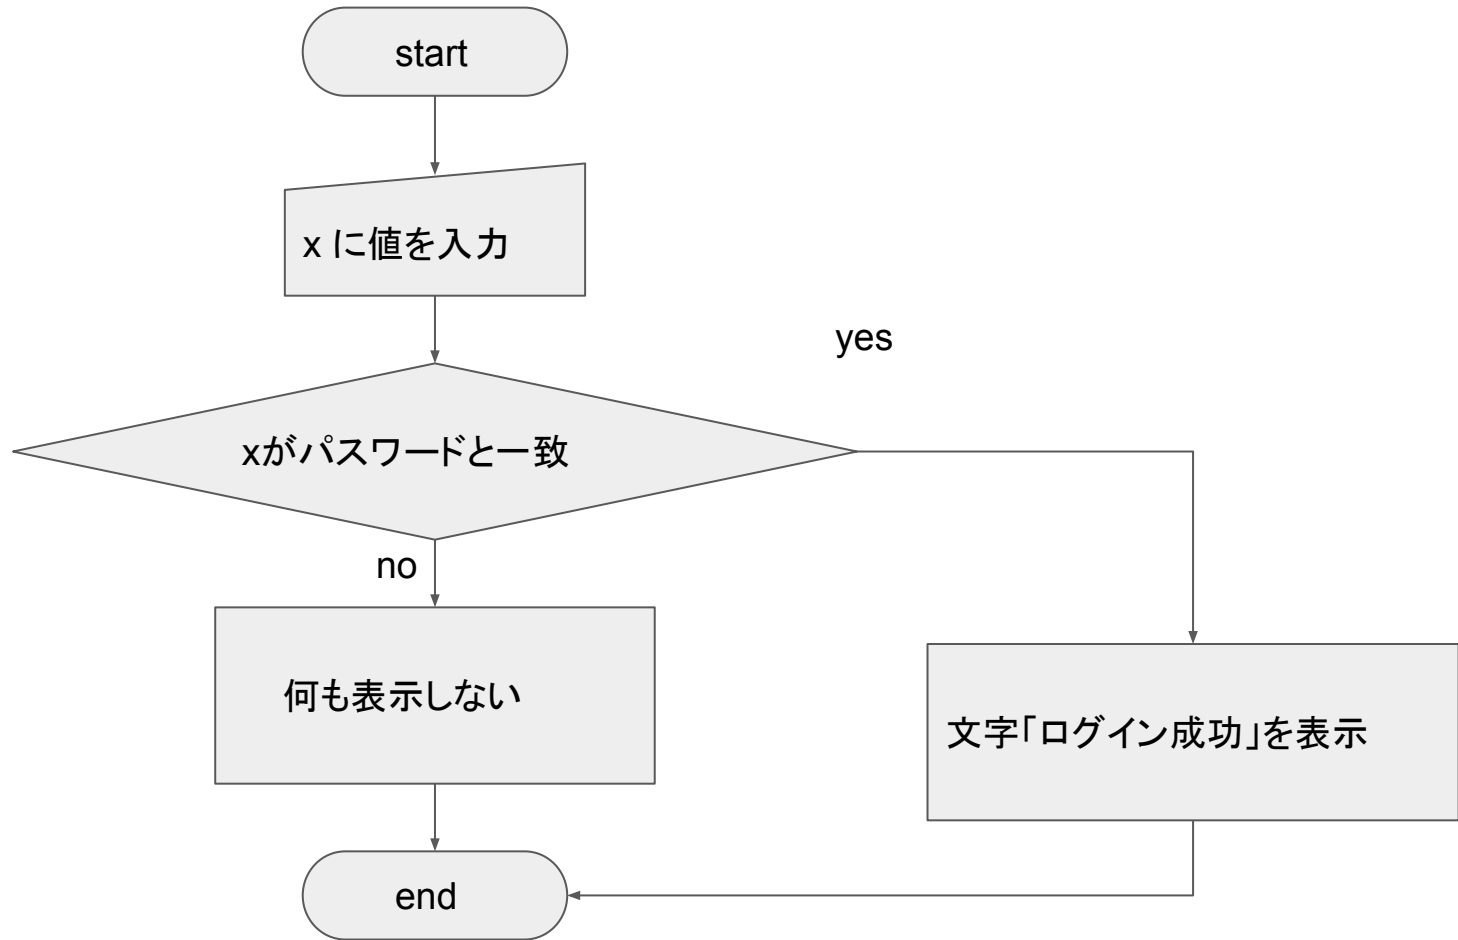 start
x に値を入力
yes
xがパスワードと一致
no
何も表示しない
文字「ログイン成功」を表示
end